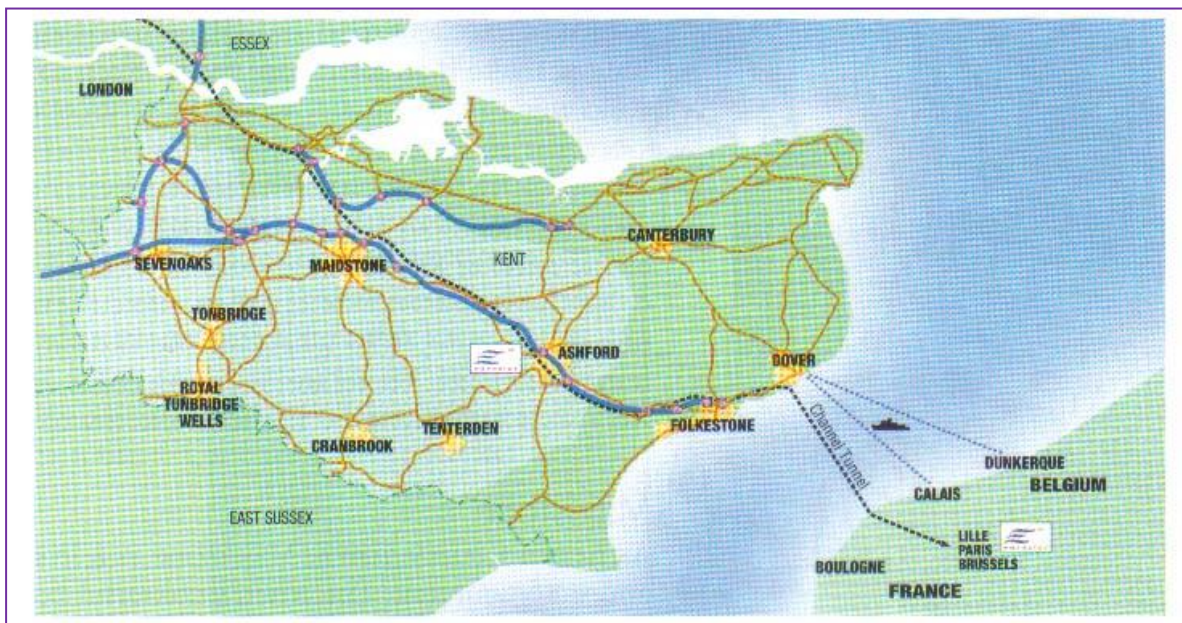 ESSEX
LONDON
CANTERBURY
KENT
SEVENOAKS
MAIDSTONE
TONBRIDGE
ASHFORD
DOVER
ROYAL
TUNBRIDGE
WELLS
CRANBROOK
TENTERDEN
FOLKESTONE
Channel Tunnel
DUNKERQUE
BELGIUM
CALAIS
EAST SUSSEX
LILLE
PARIS
BRUSSELS
BOULOGNE
FRANCE